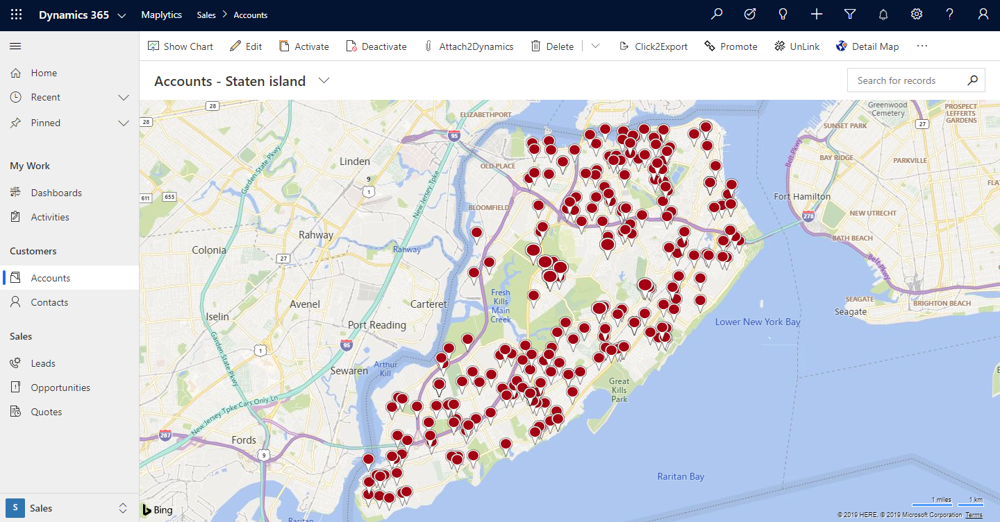 Dynamics 365 Maplytics Sales Accounts
Show Chart Edit Activate Deactivate Attach2Dynamics Delete Click2Export Promote UnLink Detail Map
Accounts - Staten island
Search for records
Home
Recent
Pinned
My Work
Dashboards
Activities
Customers
Accounts
Contacts
Sales
Leads
Opportunities
Quotes
S Sales
28
28
ELIZABETHPORT
95
Greenwood
Cemetery
PROSPECT
LEFFERTS
GARDENS
27
SUNSET PARK
Garden State Pkwy
Linden
OLD PLACE
Belt Pkwy
BAY RIDGE
PARKVILLE
9
1
New Jersey Tpke
611
655
BLOOMFIELD
Fort Hamilton
278
NEW UTRECHT
Rahway
Colonia
Rahway
BATH BEACH
27
Belt Pkwy
Avenel
Carteret
Fresh
Kills
Main
Creek
SEAGATE
BRIGHTON BEACH
Seagate
Iselin
Port Reading
Lower New York Bay
95
1
Garden State Pkwy
Sewaren
Arthur
Kill
Great
Kills
Park
New Jersey Tpke Cars Only Ln
287
Fords
9
Raritan Bay
Bing
Raritan
1 miles 1 km
© 2019 HERE, © 2019 Microsoft Corporation Terms